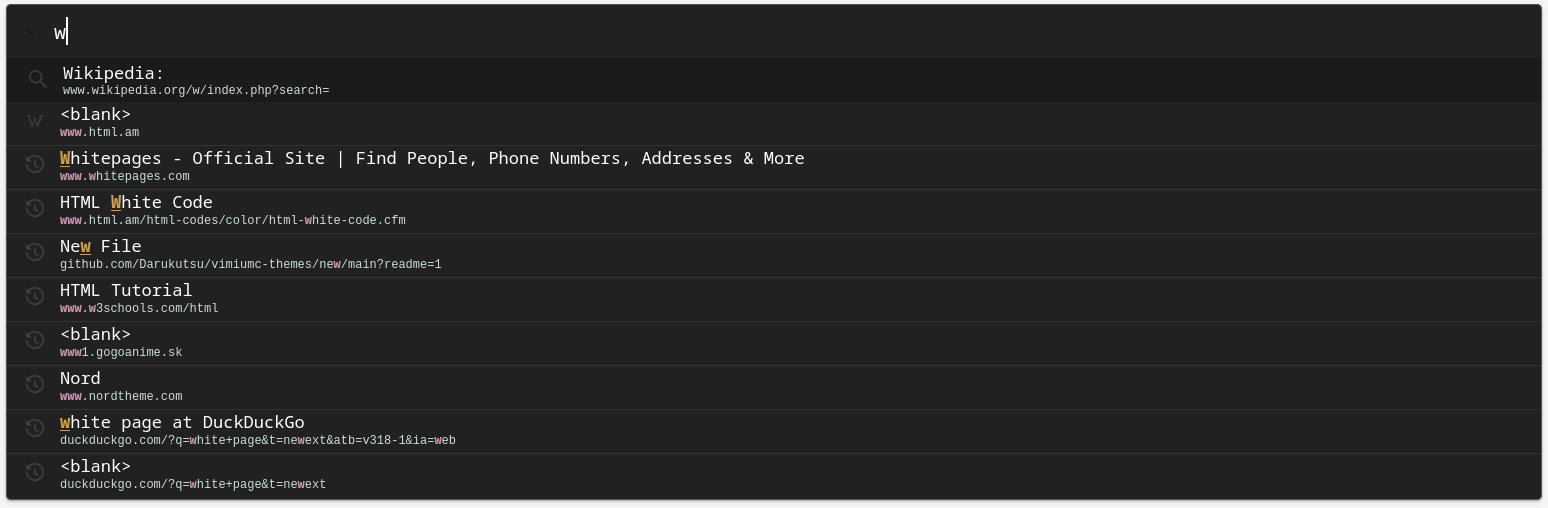 w
Wikipedia:
www.wikipedia.org/w/index.php?search=
W
<blank>
www.html.am
Whitepages - Official Site | Find People, Phone Numbers, Addresses & More
www.whitepages.com
HTML White Code
www.html.am/html-codes/color/html-white-code.cfm
New File
github.com/Darukutsu/vimiumc-themes/new/main?readme=1
HTML Tutorial
www.w3schools.com/html
<blank>
www1.gogoanime.sk
Nord
www.nordtheme.com
white page at DuckDuckGo
duckduckgo.com/?q=white+page&t=newext&atb=v318-1&ia=web
<blank>
duckduckgo.com/?q=white+page&t=newext